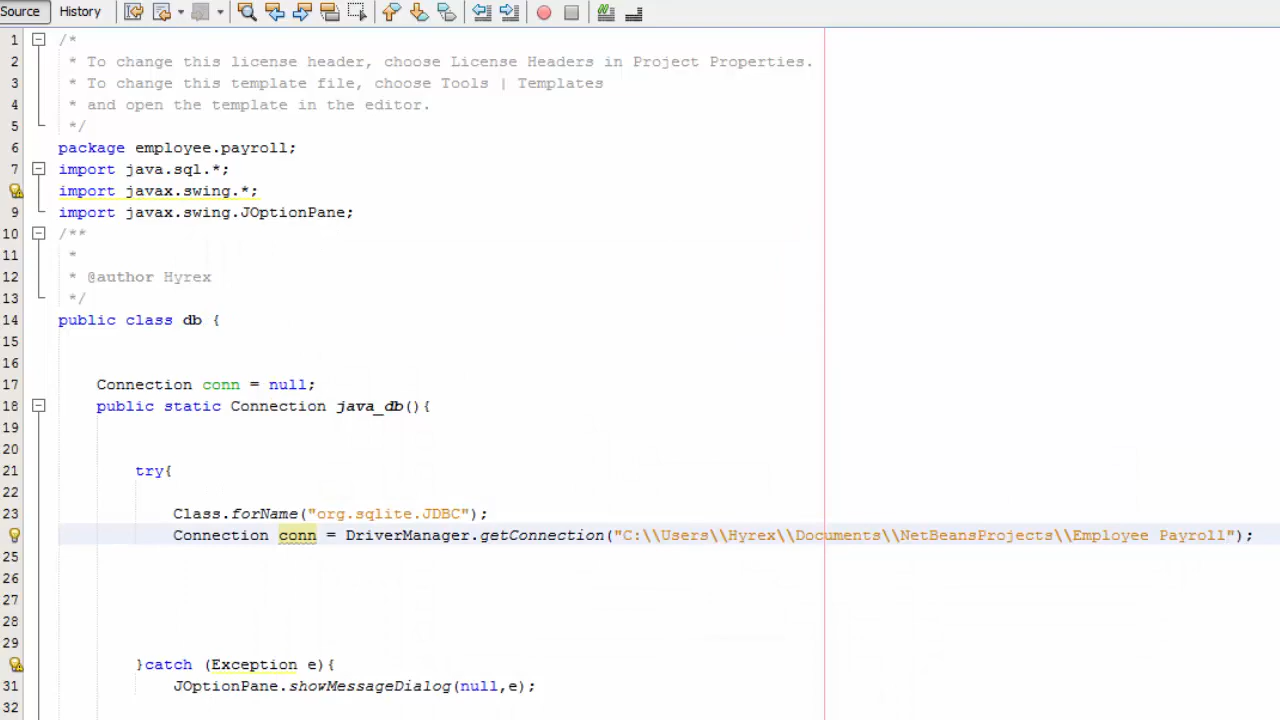 Source History
1 /*
2 * To change this license header, choose License Headers in Project Properties.
3 * To change this template file, choose Tools | Templates
4 * and open the template in the editor.
5 */
6 package employee.payroll;
7 import java.sql.*;
import javax.swing.*;
9 import javax.swing.JOptionPane;
10 /**
11 *
12 * @author Hyrex
13 */
14 public class db {
15
16
17 Connection conn = null;
18 public static Connection java_db(){
19
20
21 try{
22
23 Class.forName("org.sqlite.JDBC");
Connection conn = DriverManager.getConnection("C:\\Users\\Hyrex\\Documents\\NetBeansProjects\\Employee Payroll");
25
26
27
28
29
}catch (Exception e){
31 JOptionPane.showMessageDialog(null,e);
32